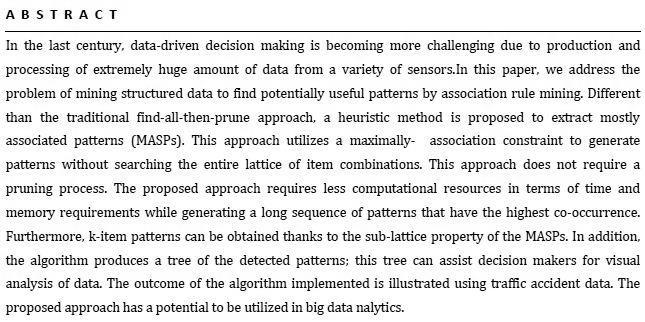 A B S T R A C T
In the last century, data-driven decision making is becoming more challenging due to production and
processing of extremely huge amount of data from a variety of sensors.In this paper, we address the
problem of mining structured data to find potentially useful patterns by association rule mining. Different
than the traditional find-all-then-prune approach, a heuristic method is proposed to extract mostly
associated patterns (MASPs). This approach utilizes a maximally- association constraint to generate
patterns without searching the entire lattice of item combinations. This approach does not require a
pruning process. The proposed approach requires less computational resources in terms of time and
memory requirements while generating a long sequence of patterns that have the highest co-occurrence.
Furthermore, k-item patterns can be obtained thanks to the sub-lattice property of the MASPs. In addition,
the algorithm produces a tree of the detected patterns; this tree can assist decision makers for visual
analysis of data. The outcome of the algorithm implemented is illustrated using traffic accident data. The
proposed approach has a potential to be utilized in big data nalytics.